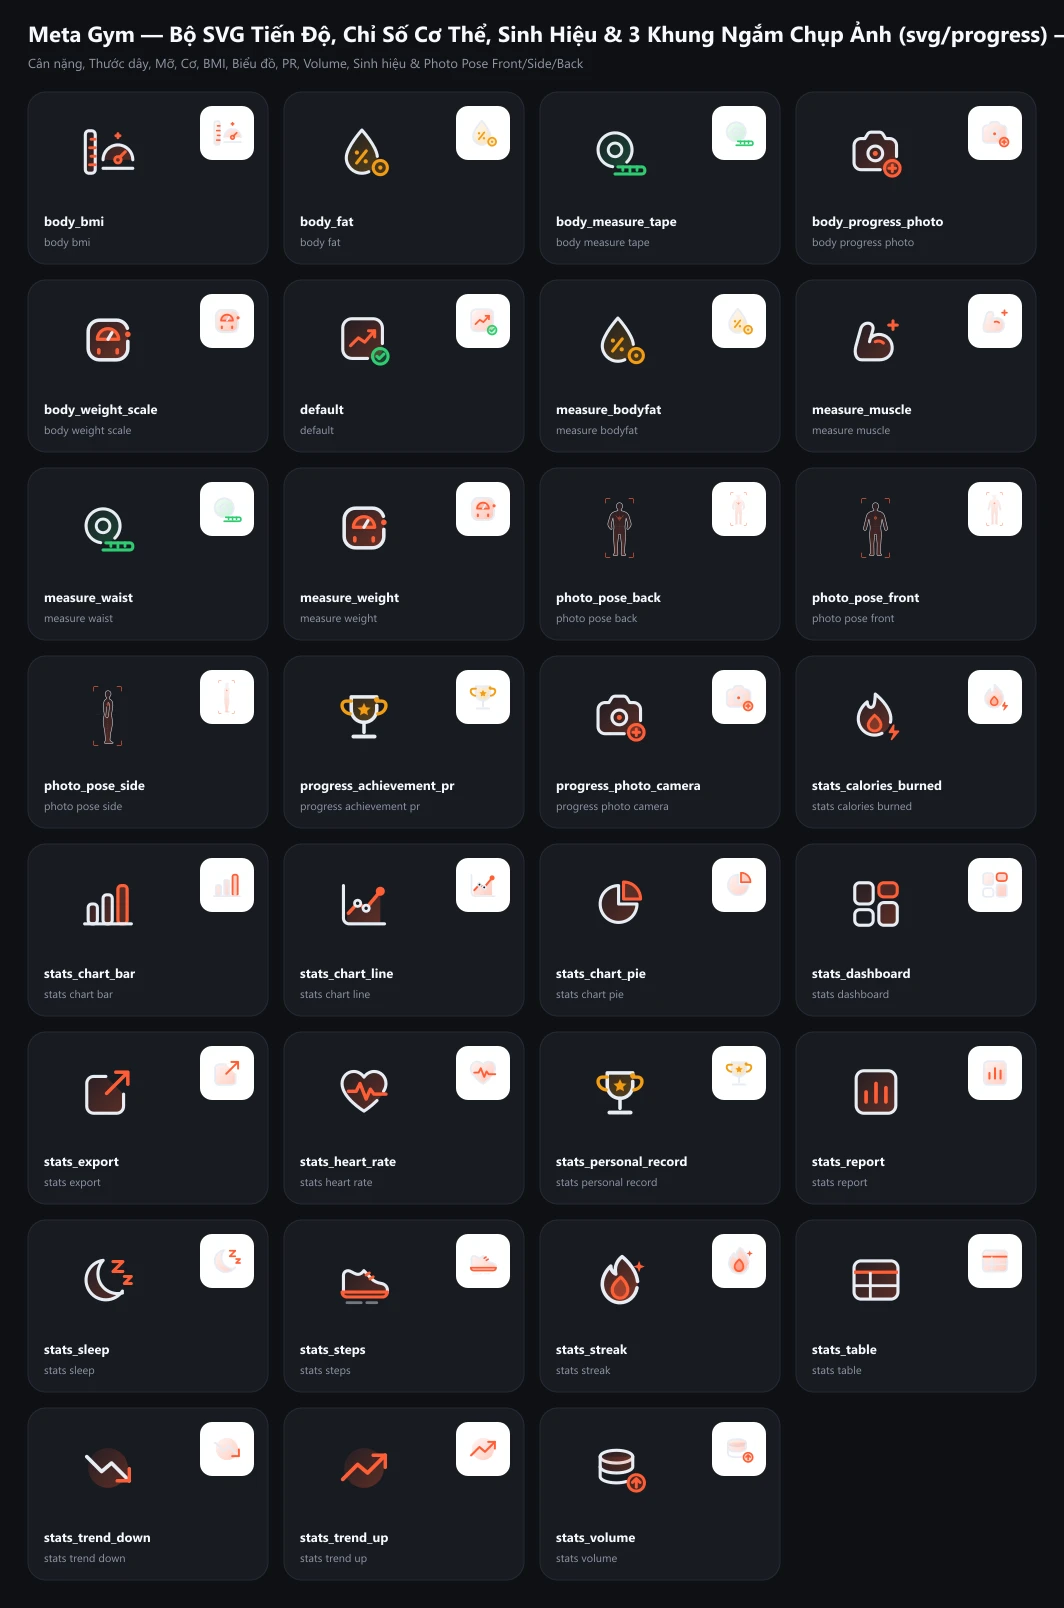 Meta Gym — Bộ SVG Tiến Độ, Chỉ Số Cơ Thể, Sinh Hiệu & 3 Khung Ngắm Chụp Ảnh (svg/progress) —
Cân nặng, Thước dây, Mỡ, Cơ, BMI, Biểu đồ, PR, Volume, Sinh hiệu & Photo Pose Front/Side/Back
body_bmi
body bmi
body_fat
body fat
body_measure_tape
body measure tape
body_progress_photo
body progress photo
body_weight_scale
body weight scale
default
default
measure_bodyfat
measure bodyfat
measure_muscle
measure muscle
measure_waist
measure waist
measure_weight
measure weight
photo_pose_back
photo pose back
photo_pose_front
photo pose front
photo_pose_side
photo pose side
progress_achievement_pr
progress achievement pr
progress_photo_camera
progress photo camera
stats_calories_burned
stats calories burned
stats_chart_bar
stats chart bar
stats_chart_line
stats chart line
stats_chart_pie
stats chart pie
stats_dashboard
stats dashboard
stats_export
stats export
stats_heart_rate
stats heart rate
stats_personal_record
stats personal record
stats_report
stats report
stats_sleep
stats sleep
stats_steps
stats steps
stats_streak
stats streak
stats_table
stats table
stats_trend_down
stats trend down
stats_trend_up
stats trend up
stats_volume
stats volume